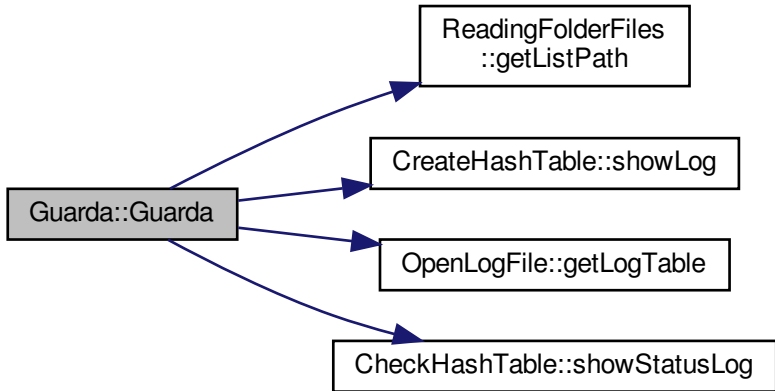 ReadingFolderFiles
::getListPath
CreateHashTable::showLog
Guarda::Guarda
OpenLogFile::getLogTable
CheckHashTable::showStatusLog